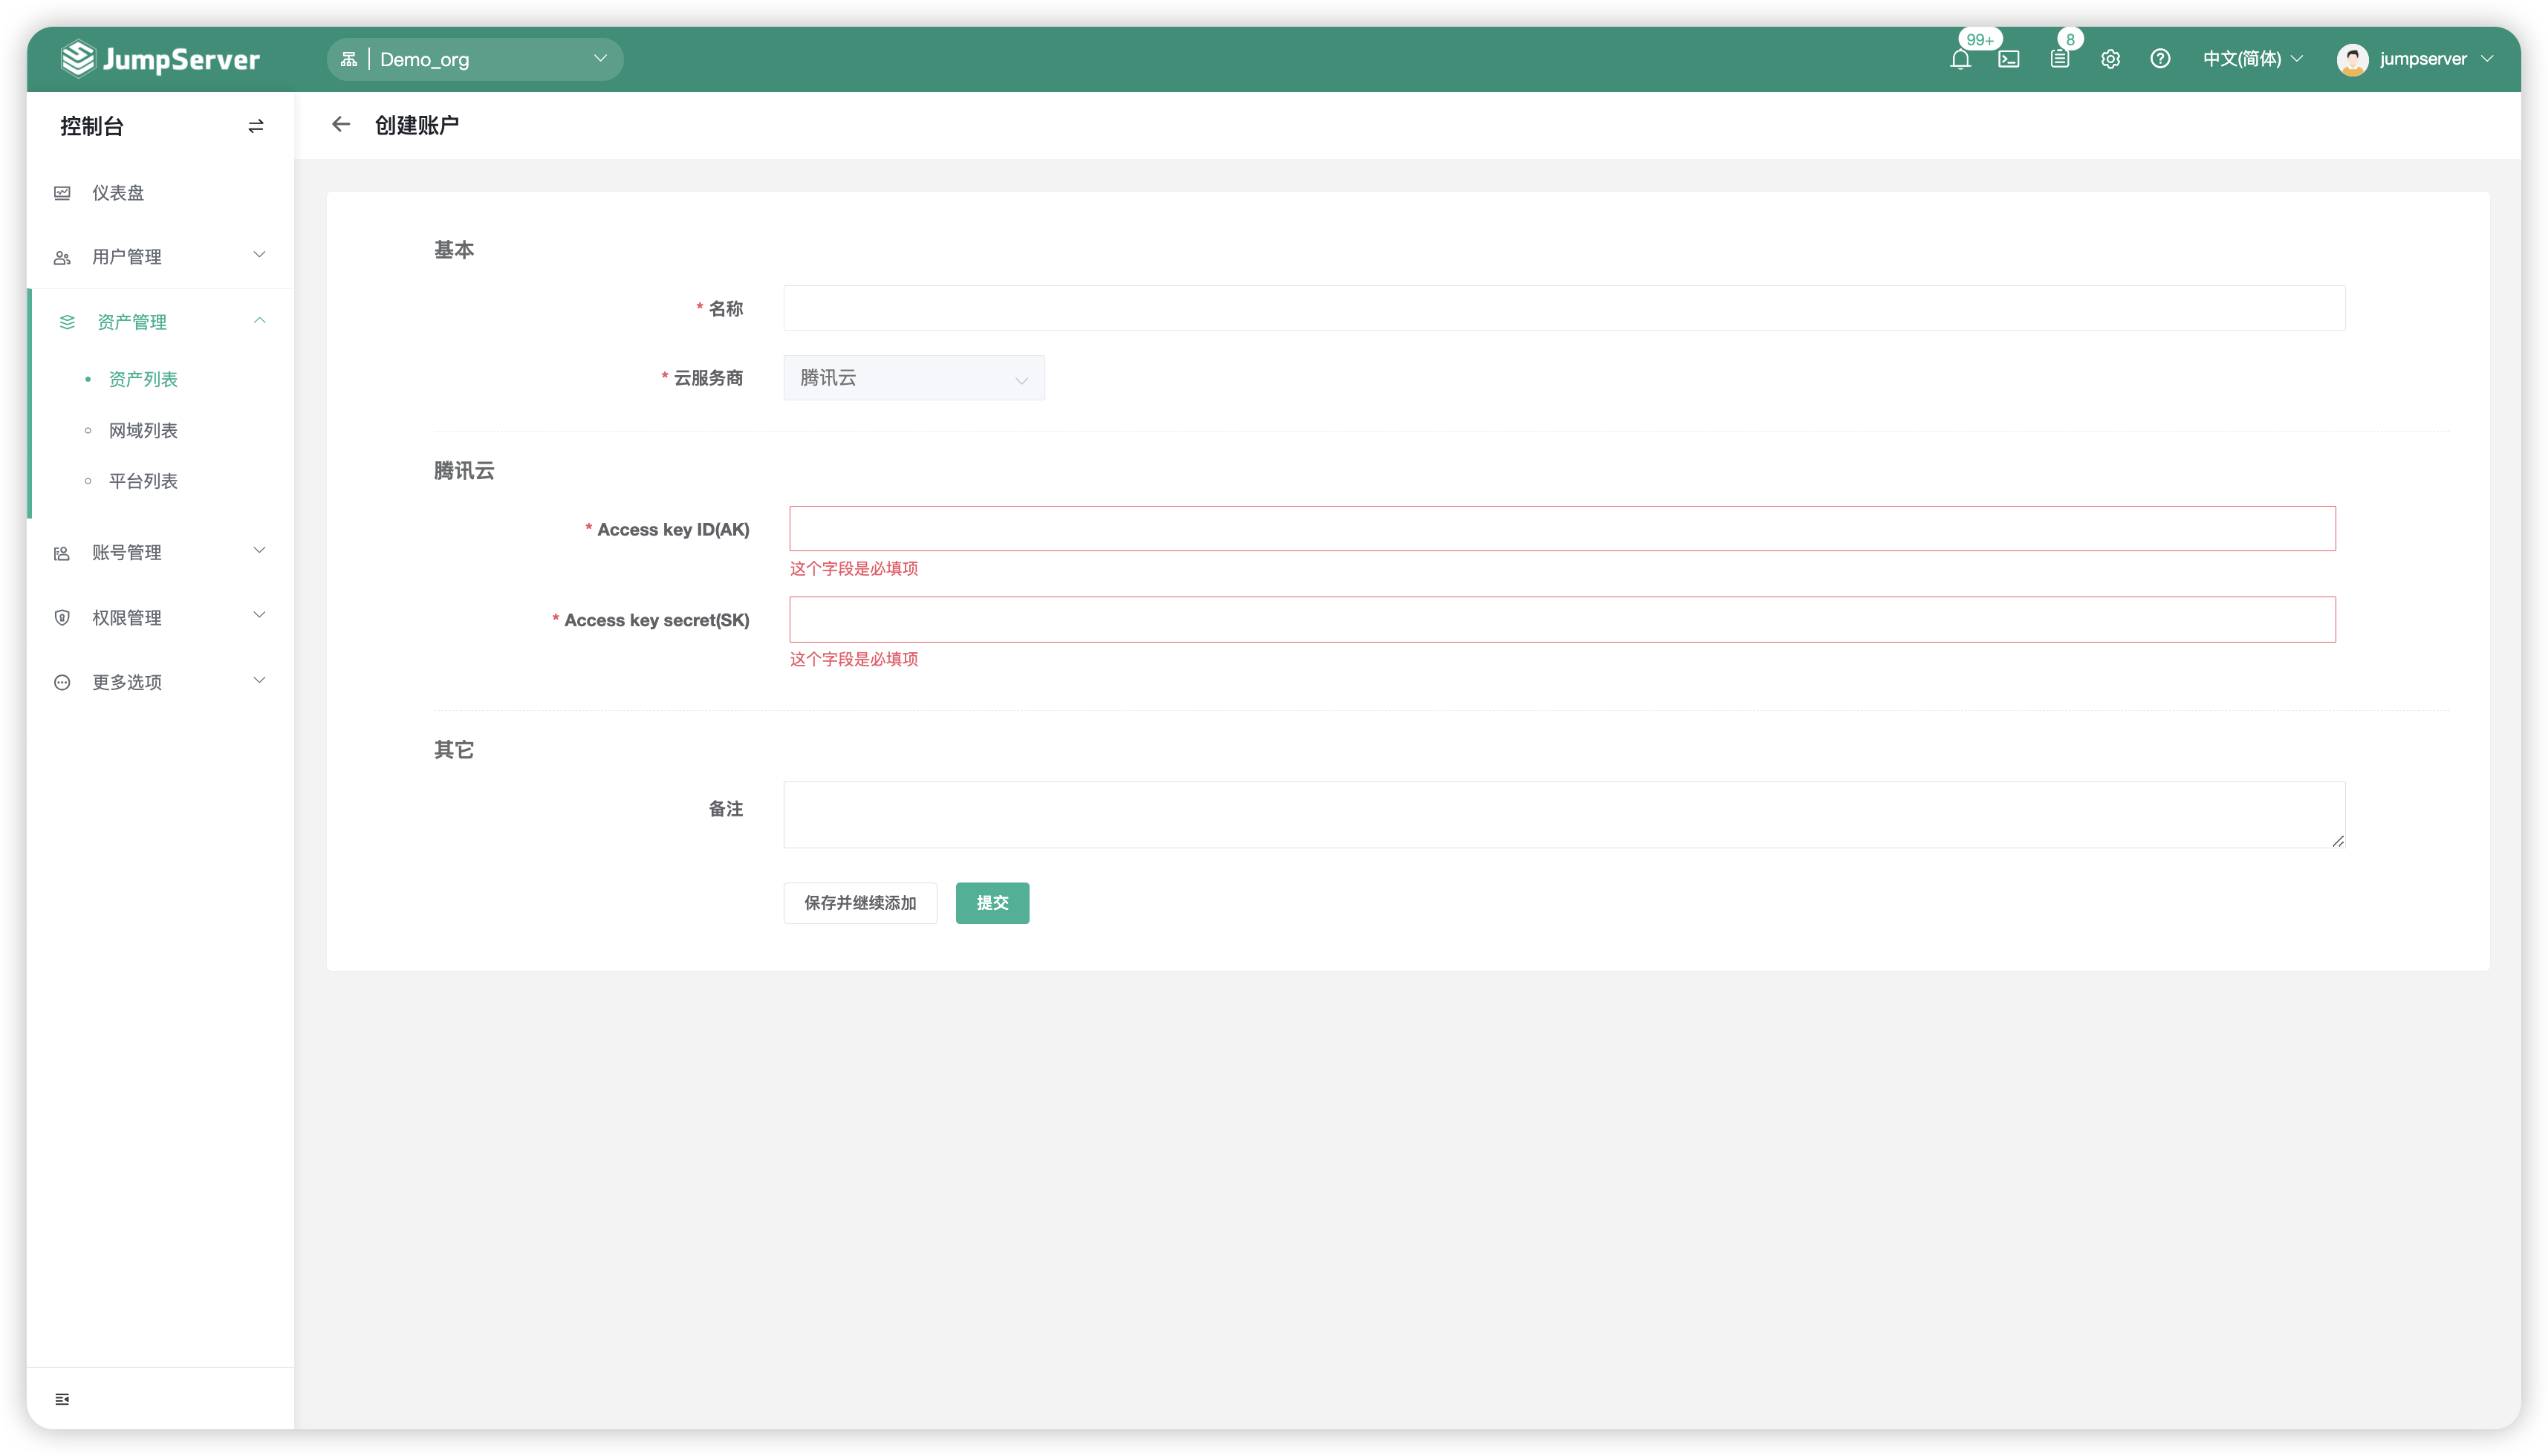 JumpServer
Demo_org
99+
8
中文(简体)
jumpserver
控制台
创建账户
仪表盘
用户管理
资产管理
资产列表
网域列表
平台列表
账号管理
权限管理
更多选项
基本
* 名称
* 云服务商
腾讯云
腾讯云
* Access key ID(AK)
这个字段是必填项
* Access key secret(SK)
这个字段是必填项
其它
备注
保存并继续添加
提交